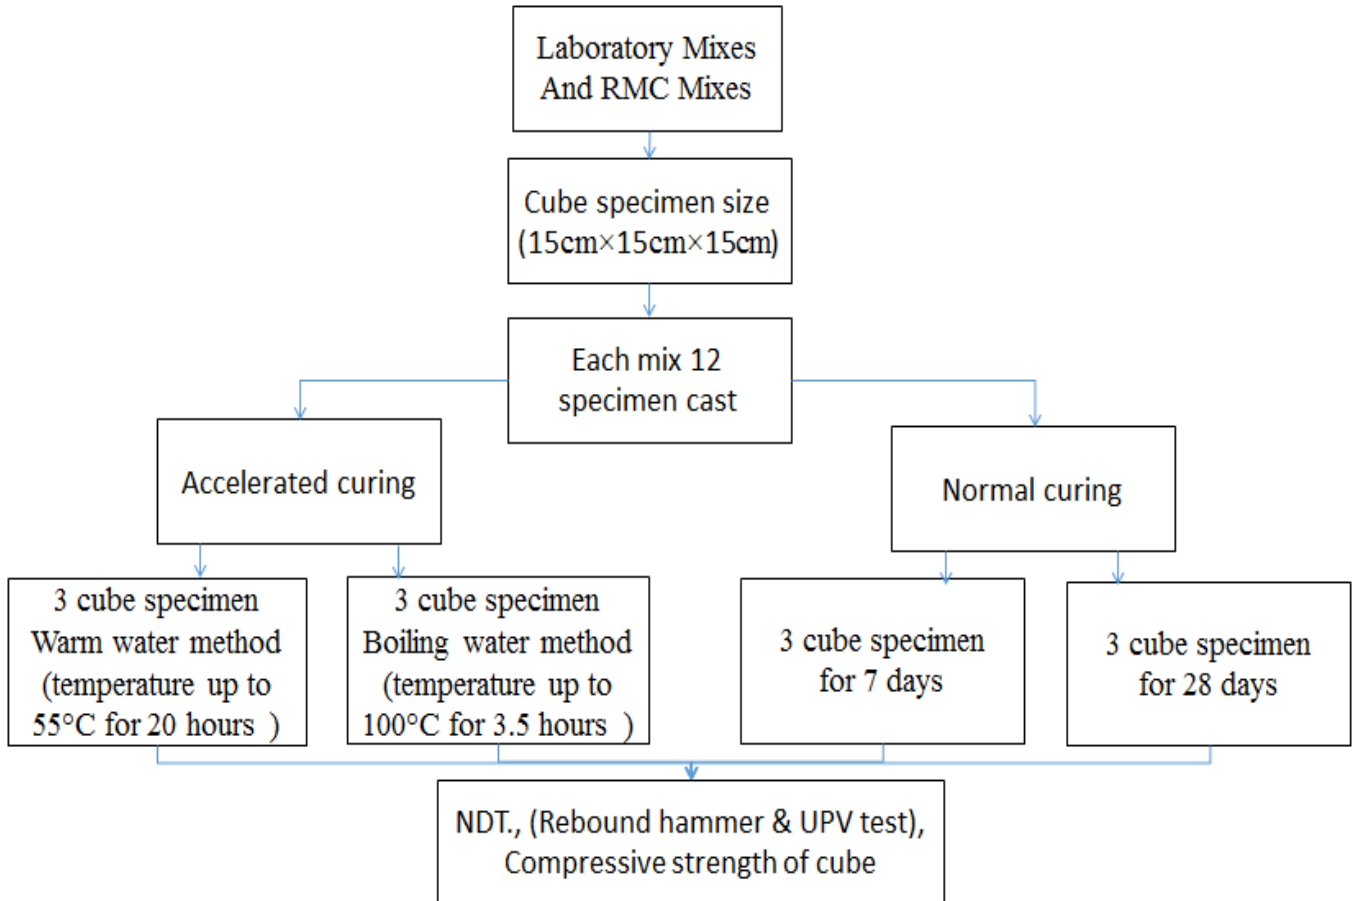 Laboratory Mixes
And RMC Mixes
Cube specimen size
(15cm×15cm×15cm)
Each mix 12
specimen cast
Accelerated curing
Normal curing
3 cube specimen
Warm water method
(temperature up to
55°C for 20 hours )
3 cube specimen
Boiling water method
(temperature up to
100°C for 3.5 hours )
3 cube specimen
for 7 days
3 cube specimen
for 28 days
NDT., (Rebound hammer & UPV test),
Compressive strength of cube